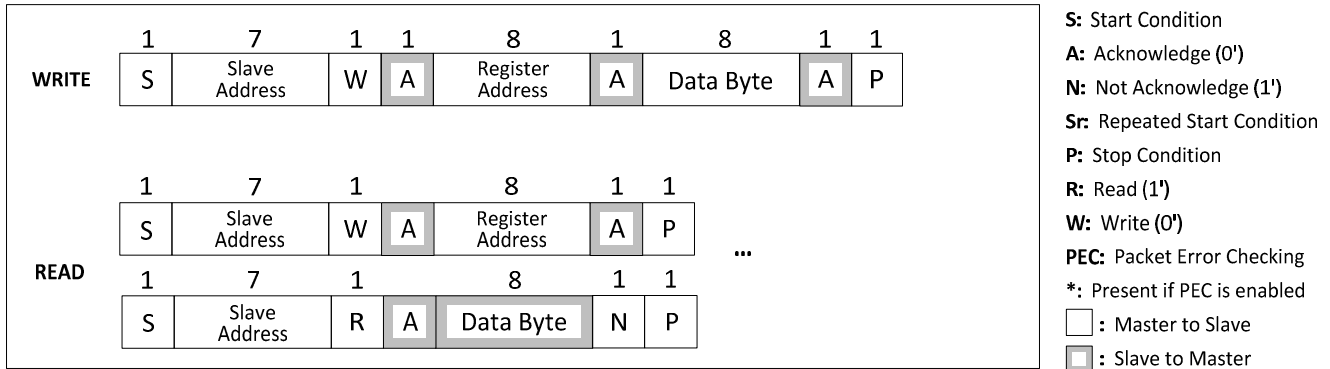 1 7 1 1 8 1 8 1 1
WRITE S Slave Address W A Register Address A Data Byte A P
1 7 1 8 1 1
S Slave Address W A Register Address A P
...
READ
1 7 1 8 1 1
S Slave Address R A Data Byte N P
S: Start Condition
A: Acknowledge (0')
N: Not Acknowledge (1')
Sr: Repeated Start Condition
P: Stop Condition
R: Read (1')
W: Write (0')
PEC: Packet Error Checking
*: Present if PEC is enabled
: Master to Slave
: Slave to Master